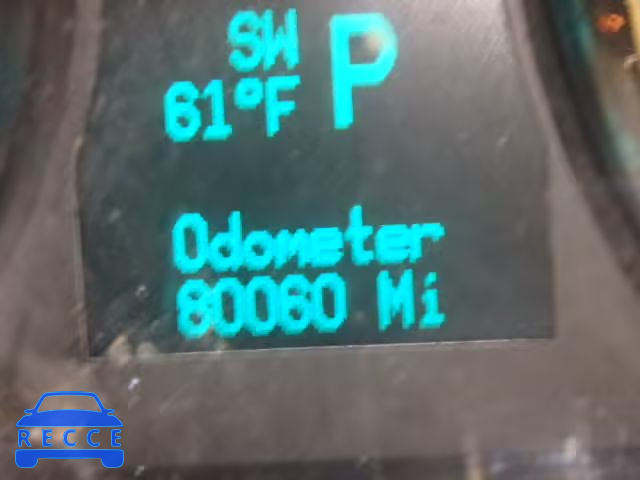 SW
61°F P
Odometer
80060 Mi
RECCE